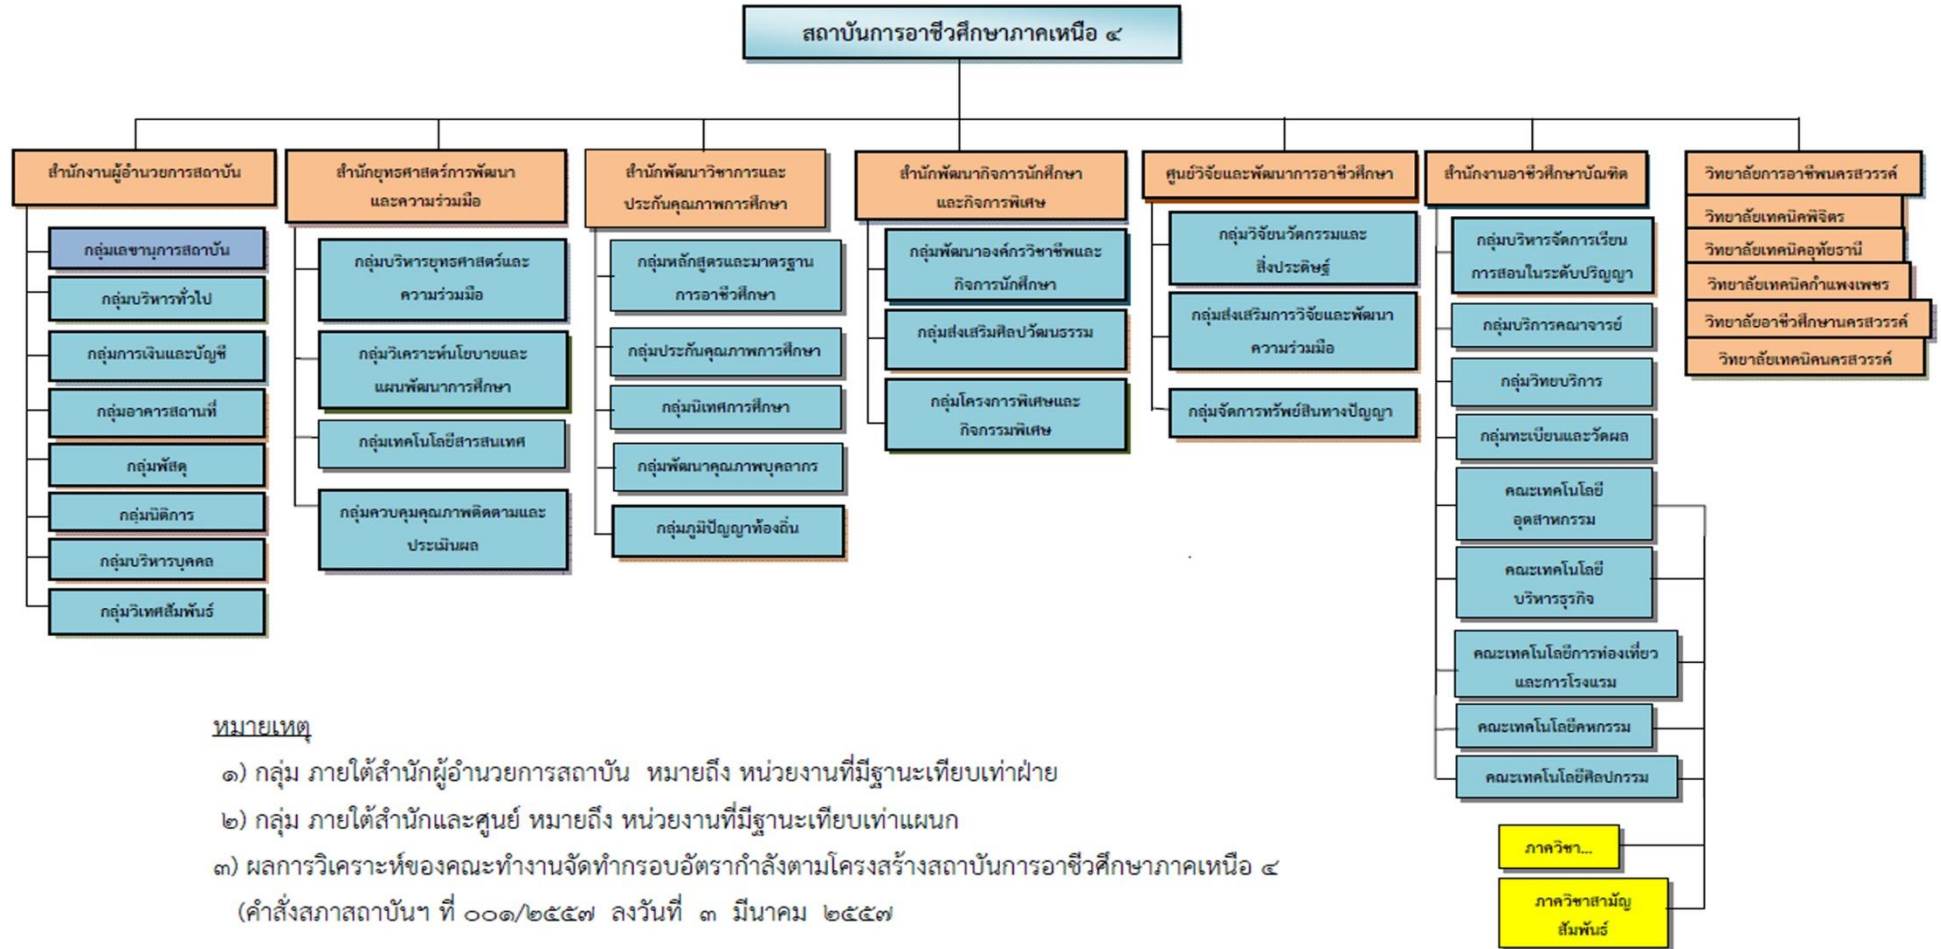 สถาบันการอาชีวศึกษาภาคเหนือ ๔
สำนักงานผู้อำนวยการสถาบัน
กลุ่มเลขานุการสถาบัน
กลุ่มบริหารทั่วไป
กลุ่มการเงินและบัญชี
กลุ่มอาคารสถานที่
กลุ่มพัสดุ
กลุ่มนิติการ
กลุ่มบริหารบุคคล
กลุ่มวิเทศสัมพันธ์
สำนักยุทธศาสตร์การพัฒนา
และความร่วมมือ
กลุ่มบริหารยุทธศาสตร์และ
ความร่วมมือ
กลุ่มวิเคราะห์นโยบายและ
แผนพัฒนาการศึกษา
กลุ่มเทคโนโลยีสารสนเทศ
กลุ่มควบคุมคุณภาพติดตามและ
ประเมินผล
สำนักพัฒนาวิชาการและ
ประกันคุณภาพการศึกษา
กลุ่มหลักสูตรและมาตรฐาน
การอาชีวศึกษา
กลุ่มประกันคุณภาพการศึกษา
กลุ่มนิเทศการศึกษา
กลุ่มพัฒนาคุณภาพบุคลากร
กลุ่มภูมิปัญญาท้องถิ่น
สำนักพัฒนากิจการนักศึกษา
และกิจการพิเศษ
กลุ่มพัฒนาองค์กรวิชาชีพและ
กิจการนักศึกษา
กลุ่มส่งเสริมศิลปวัฒนธรรม
กลุ่มโครงการพิเศษและ
กิจกรรมพิเศษ
ศูนย์วิจัยและพัฒนาการอาชีวศึกษา
กลุ่มวิจัยนวัตกรรมและ
สิ่งประดิษฐ์
กลุ่มส่งเสริมการวิจัยและพัฒนา
ความร่วมมือ
กลุ่มจัดการทรัพย์สินทางปัญญา
สำนักงานอาชีวศึกษาบัณฑิต
กลุ่มบริหารจัดการเรียน
การสอนในระดับปริญญา
กลุ่มบริการคณาจารย์
กลุ่มวิทยบริการ
กลุ่มทะเบียนและวัดผล
คณะเทคโนโลยี
อุตสาหกรรม
คณะเทคโนโลยี
บริหารธุรกิจ
คณะเทคโนโลยีการท่องเที่ยว
และการโรงแรม
คณะเทคโนโลยีคหกรรม
คณะเทคโนโลยีศิลปกรรม
ภาควิชา...
ภาควิชาสามัญ
สัมพันธ์
วิทยาลัยการอาชีพนครสวรรค์
วิทยาลัยเทคนิคพิจิตร
วิทยาลัยเทคนิคอุทัยธานี
วิทยาลัยเทคนิคกำแพงเพชร
วิทยาลัยอาชีวศึกษานครสวรรค์
วิทยาลัยเทคนิคนครสวรรค์
หมายเหตุ
๑) กลุ่ม ภายใต้สำนักผู้อำนวยการสถาบัน หมายถึง หน่วยงานที่มีฐานะเทียบเท่าฝ่าย
๒) กลุ่ม ภายใต้สำนักและศูนย์ หมายถึง หน่วยงานที่มีฐานะเทียบเท่าแผนก
๓) ผลการวิเคราะห์ของคณะทำงานจัดทำกรอบอัตรากำลังตามโครงสร้างสถาบันการอาชีวศึกษาภาคเหนือ ๔
(คำสั่งสภาสถาบันฯ ที่ ๐๐๑/๒๕๕๗ ลงวันที่ ๓ มีนาคม ๒๕๕๗